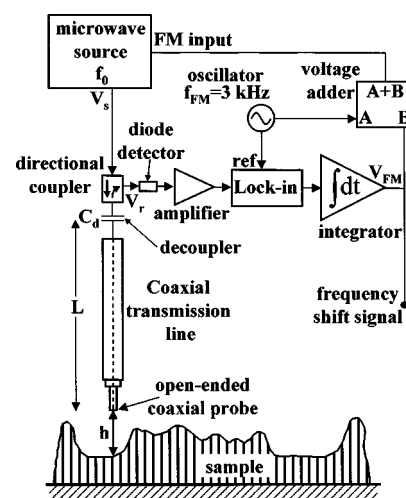 microwave
source
f0
FM input
Vs
oscillator
fFM=3 kHz
voltage
adder
A+B
A
B
diode
detector
directional
coupler
Vr
amplifier
ref
Lock-in
∫dt
VFM
integrator
Cd
decoupler
L
Coaxial
transmission
line
frequency
shift signal
open-ended
coaxial probe
h
sample